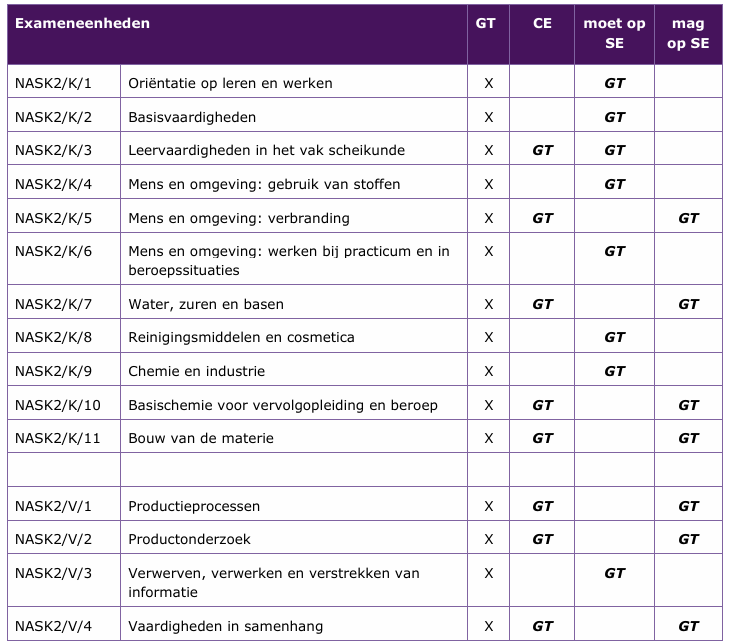 Exameneenheden GT CE moet op SE mag op SE
NASK2/K/1 Oriëntatie op leren en werken X GT
NASK2/K/2 Basisvaardigheden X GT
NASK2/K/3 Leervaardigheden in het vak scheikunde X GT GT
NASK2/K/4 Mens en omgeving: gebruik van stoffen X GT
NASK2/K/5 Mens en omgeving: verbranding X GT GT
NASK2/K/6 Mens en omgeving: werken bij practicum en in X GT
beroepssituaties
NASK2/K/7 Water, zuren en basen X GT GT
NASK2/K/8 Reinigingsmiddelen en cosmetica X GT
NASK2/K/9 Chemie en industrie X GT
NASK2/K/10 Basischemie voor vervolgopleiding en beroep X GT GT
NASK2/K/11 Bouw van de materie X GT GT
NASK2/V/1 Productieprocessen X GT GT
NASK2/V/2 Productonderzoek X GT GT
NASK2/V/3 Verwerven, verwerken en verstrekken van X GT
informatie
NASK2/V/4 Vaardigheden in samenhang X GT GT